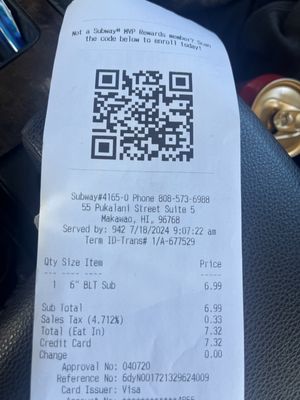 Not a Subway® MVP Rewards member? Scan
the code below to enroll today!
Subway#4165-0 Phone 808-573-6988
55 Pukalani Street Suite 5
Makawao, HI, 96768
Served by: 942 7/18/2024 9:07:22 am
Term ID-Trans# 1/A-677529
Qty Size Item Price
1 6" BLT Sub 6.99
Sub Total 6.99
Sales Tax (4.712%) 0.33
Total (Eat In) 7.32
Credit Card 7.32
Change 0.00
Approval No: 040720
Reference No: 6dyN001721329624009
Card Issuer: Visa